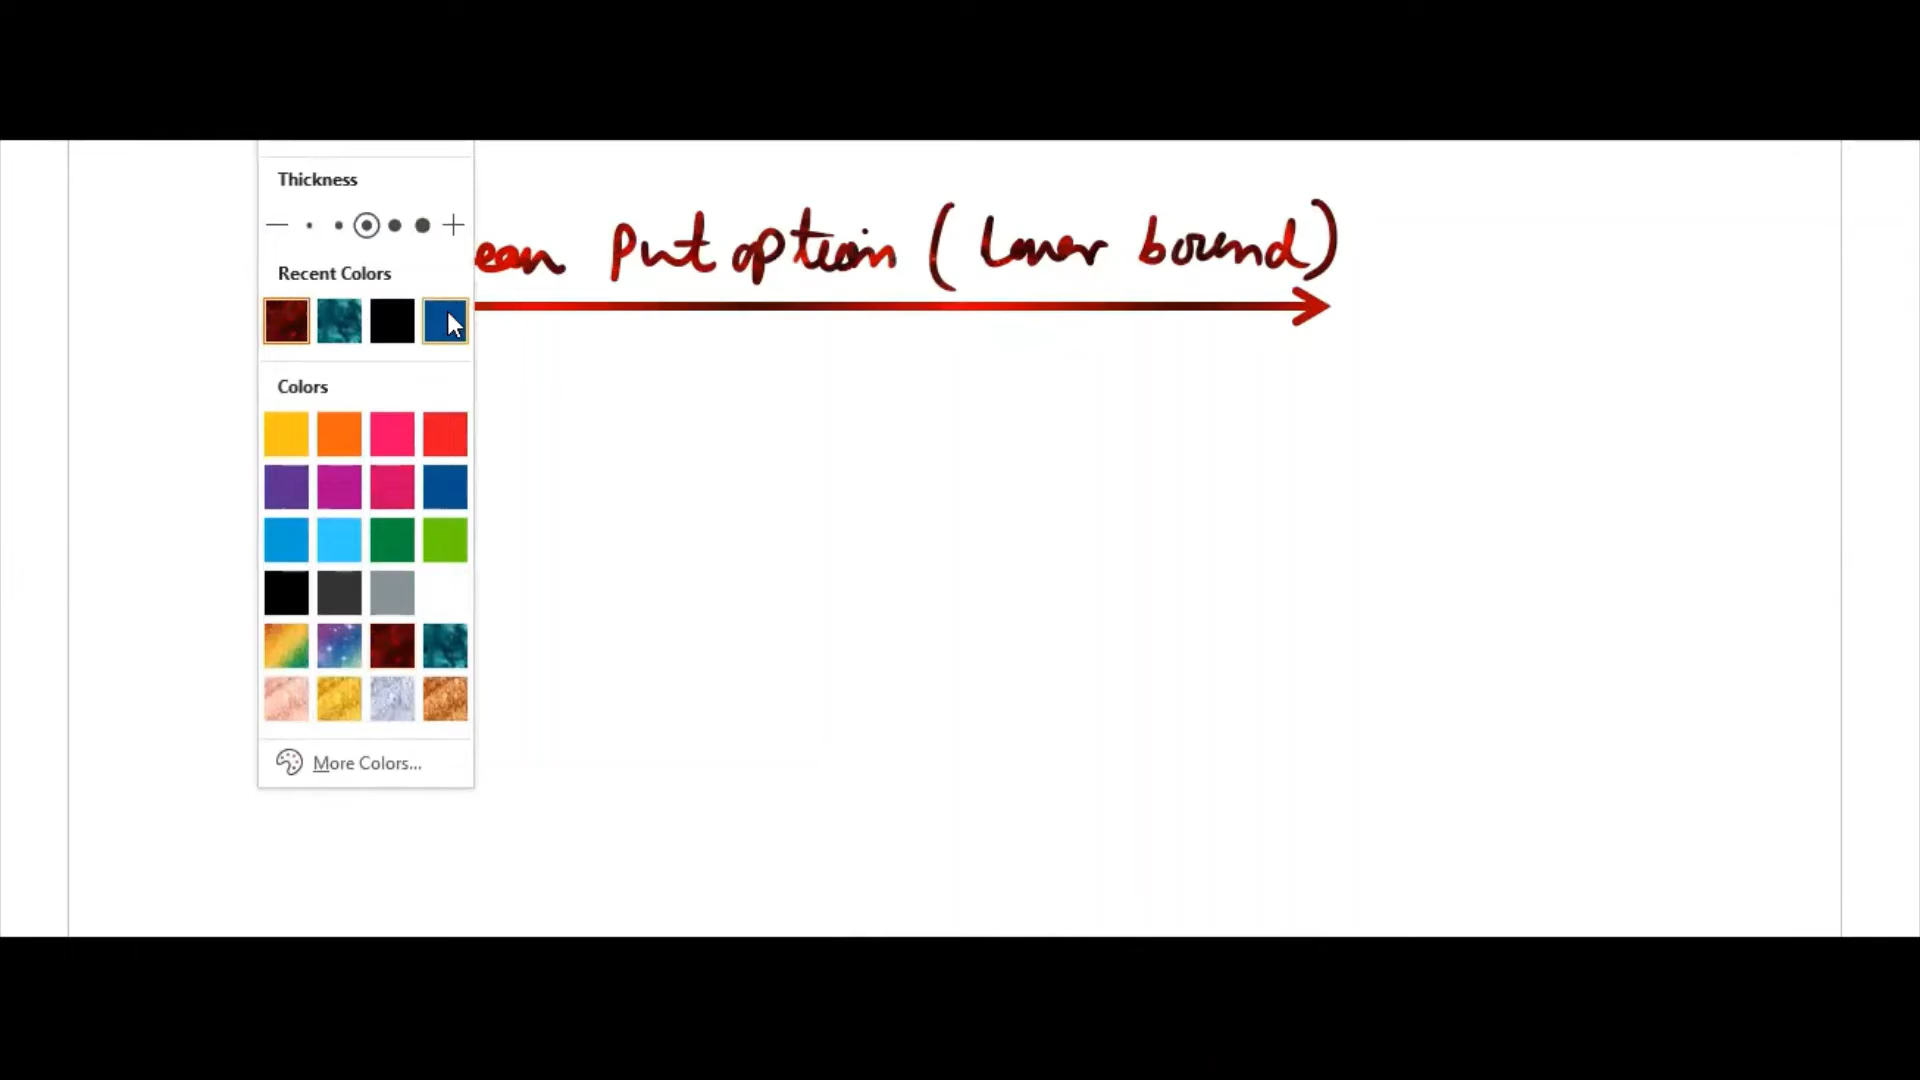 Thickness
ean Put option (Lower bound)
Recent Colors
Colors
More Colors...